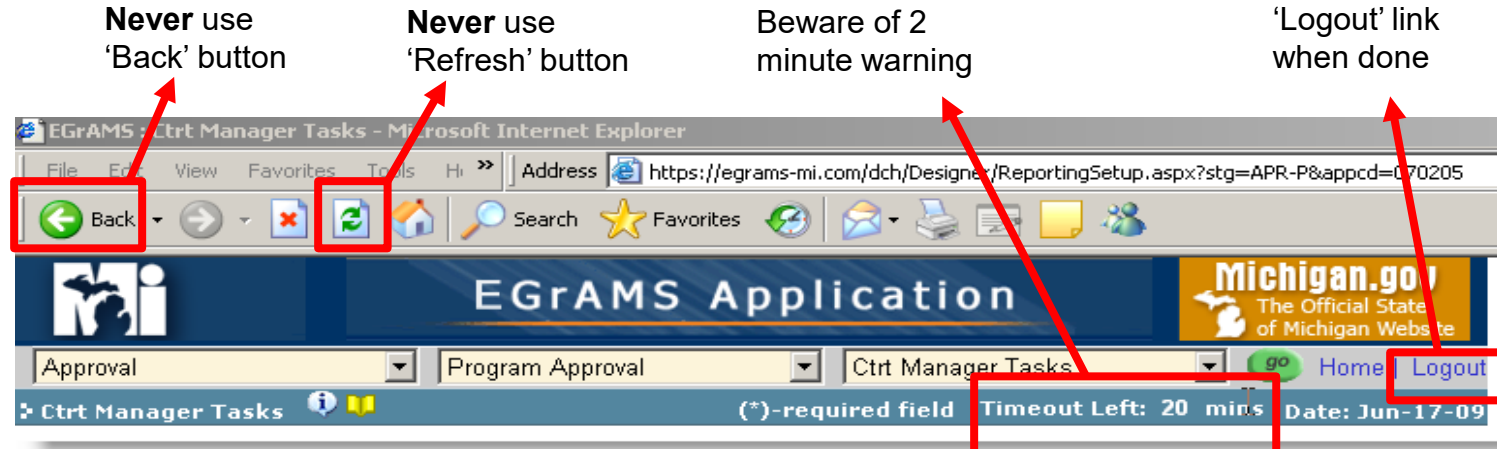 Never use
‘Back’ button
Never use
‘Refresh’ button
Beware of 2
minute warning
‘Logout’ link
when done
EGrAMS : Ctrt Manager Tasks - Microsoft Internet Explorer
File Edit View Favorites Tools » Address https://egrams-mi.com/dch/Designer/ReportingSetup.aspx?stg=APR-P&appcd=070205
Back Search Favorites
EGrAMS Application
Michigan.gov
The Official State
of Michigan Website
Approval Program Approval Ctrt Manager Tasks go Home | Logout
Ctrt Manager Tasks (*)-required field Timeout Left: 20 mins Date: Jun-17-09